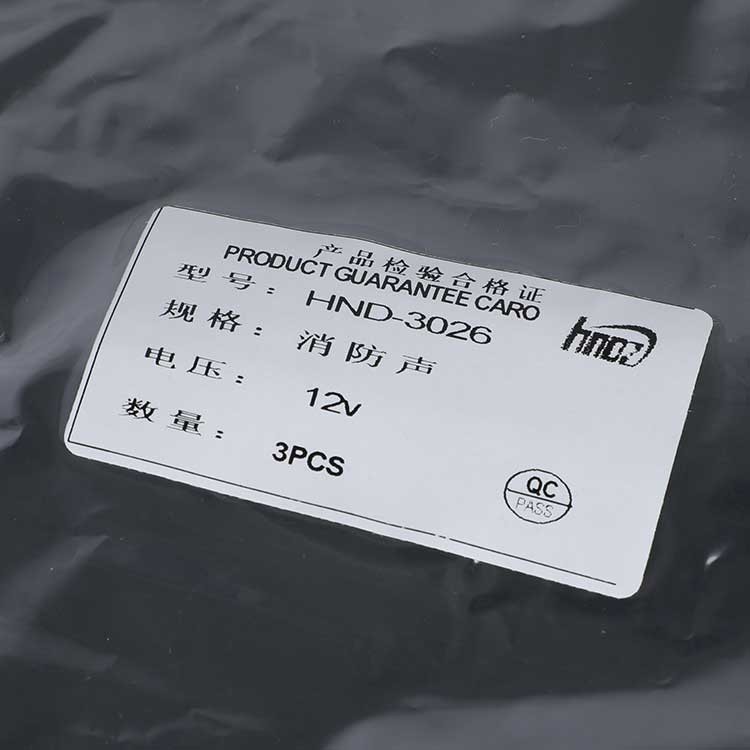 产品检验合格证
PRODUCT GUARANTEE CARO
型号： HND-3026
规格： 消防声
电压： 12v
数量： 3PCS
hnd
QC
PASS